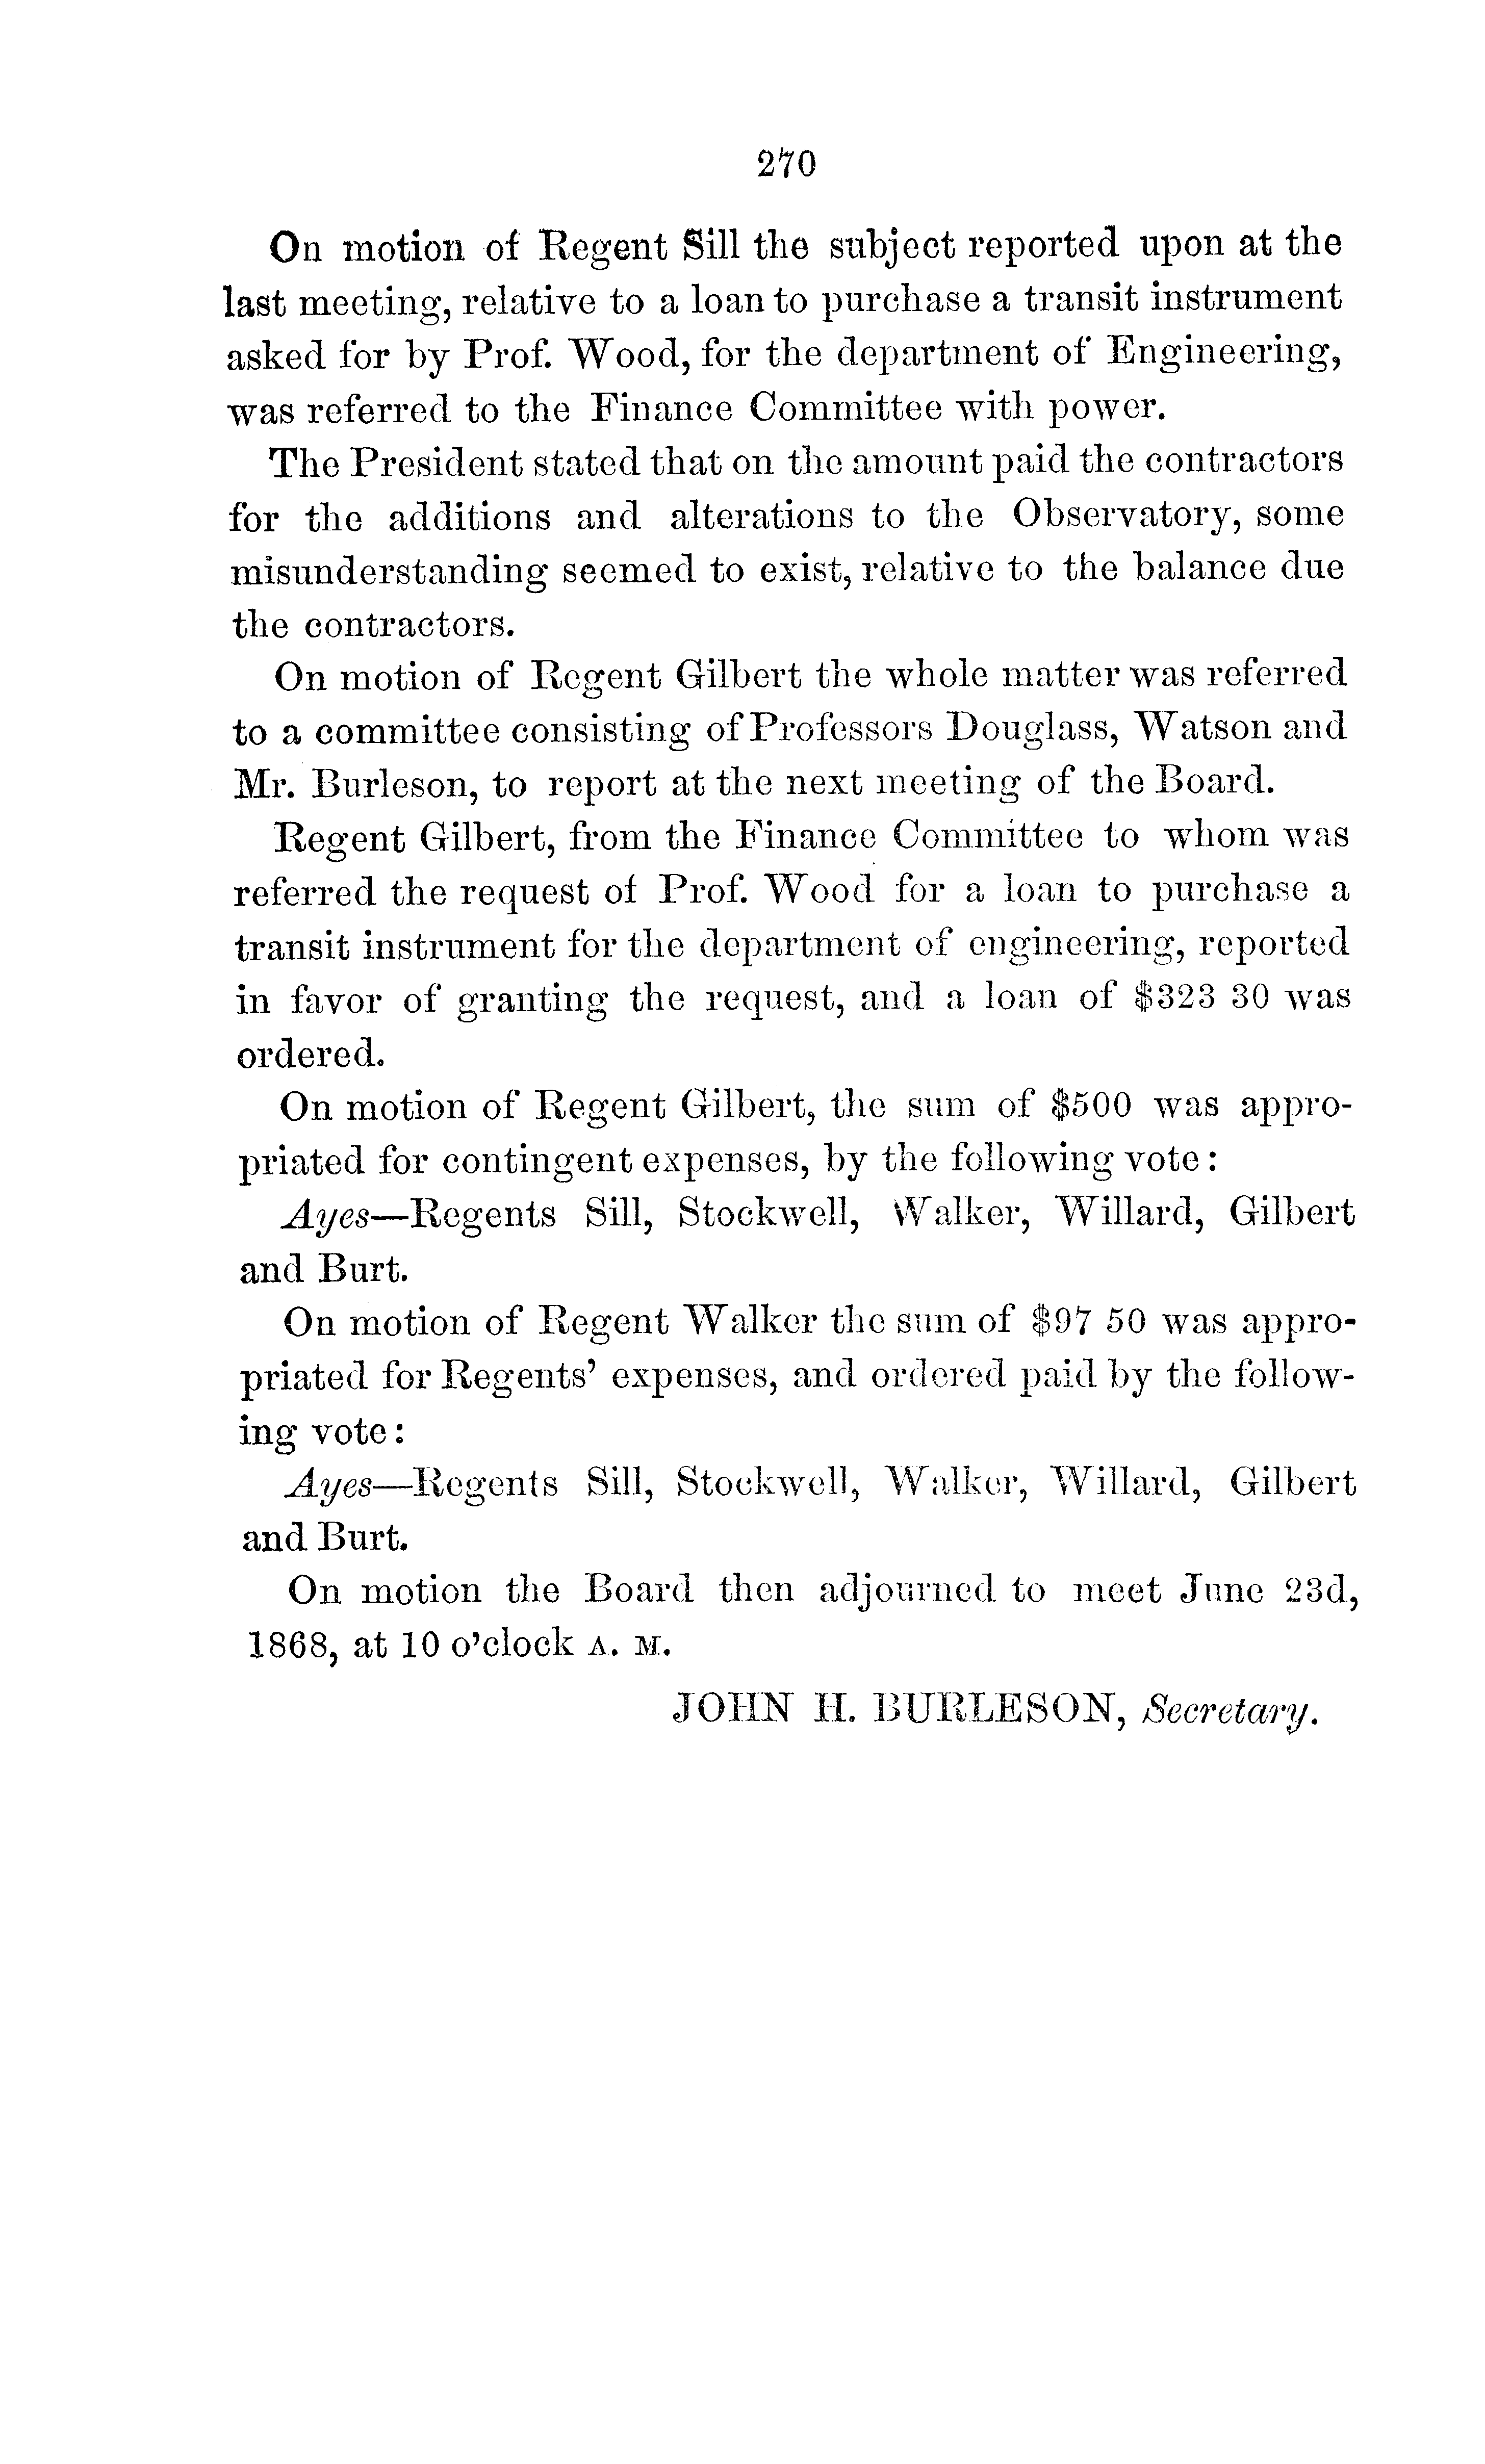 270
On motion of Regent Sill the subject reported upon at the
last meeting, relative to a loan to purchase a transit instrument
asked for by Prof. Wood, for the department of Engineering,
was referred to the Finance Committee with power.
The President stated that on the amount paid the contractors
for the additions and alterations to the Observatory, some
misunderstanding seemed to exist, relative to the balance due
the contractors.
On motion of Regent Gilbert the whole matter was referred
to a committee consisting of Professors Douglass, Watson and
Mr. Burleson, to report at the next meeting of the Board.
Regent Gilbert, from the Finance Committee to whom was
referred the request of Prof. Wood for a loan to purchase a
transit instrument for the department of engineering, reported
in favor of granting the request, and a loan of $323 30 was
ordered.
On motion of Regent Gilbert, the sum of $500 was appro-
priated for contingent expenses, by the following vote:
Ayes—Regents Sill, Stockwell, Walker, Willard, Gilbert
and Burt.
On motion of Regent Walker the sum of $97 50 was appro-
priated for Regents' expenses, and ordered paid by the follow-
ing vote:
Ayes—Regents Sill, Stockwell, Walker, Willard, Gilbert
and Burt.
On motion the Board then adjourned to meet June 23d,
1868, at 10 o'clock A. M.
JOHN H. BURLESON, Secretary.